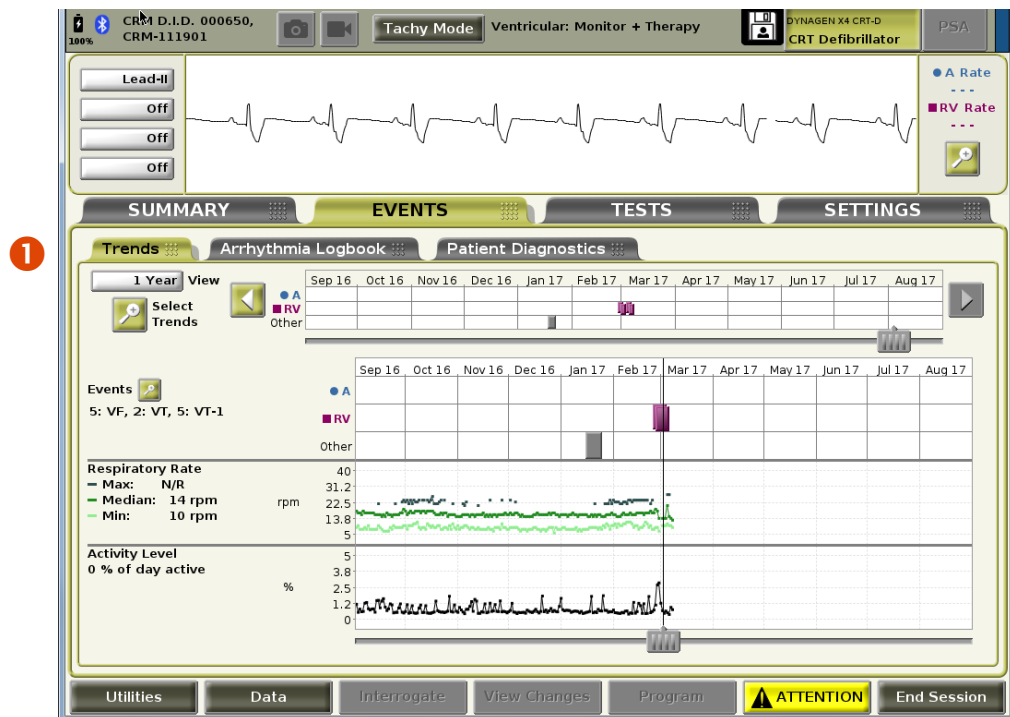 100%
CRM D.I.D. 000650,
CRM-111901
Tachy Mode
Ventricular: Monitor + Therapy
DYNAGEN X4 CRT-D
CRT Defibrillator
PSA
Lead-II
Off
Off
Off
A Rate
- - -
RV Rate
- - -
SUMMARY
EVENTS
TESTS
SETTINGS
1
Trends
Arrhythmia Logbook
Patient Diagnostics
1 Year View
Select
Trends
Sep 16 Oct 16 Nov 16 Dec 16 Jan 17 Feb 17 Mar 17 Apr 17 May 17 Jun 17 Jul 17 Aug 17
A
RV
Other
Sep 16 Oct 16 Nov 16 Dec 16 Jan 17 Feb 17 Mar 17 Apr 17 May 17 Jun 17 Jul 17 Aug 17
Events
5: VF, 2: VT, 5: VT-1
A
RV
Other
Respiratory Rate
Max: N/R
Median: 14 rpm
Min: 10 rpm
rpm
40
31.2
22.5
13.8
5
Activity Level
0 % of day active
%
5
3.8
2.5
1.2
0
Utilities
Data
Interrogate
View Changes
Program
ATTENTION
End Session